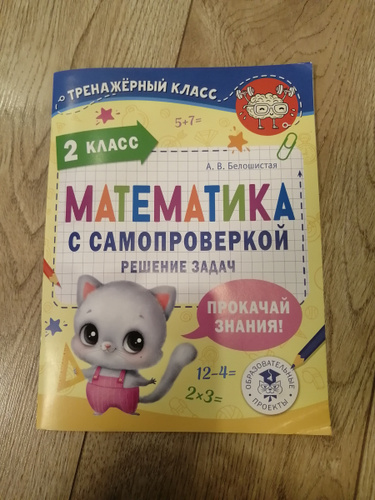 ТРЕНАЖЁРНЫЙ КЛАСС
5+7=
2 КЛАСС
А. В. Белошистая
МАТЕМАТИКА
С САМОПРОВЕРКОЙ
РЕШЕНИЕ ЗАДАЧ
ПРОКАЧАЙ
ЗНАНИЯ!
12-4=
2×3=
ОБРАЗОВАТЕЛЬНЫЕ
ПРОЕКТЫ